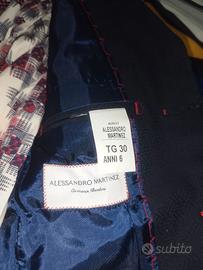 ALESSANDRO
MARTINEZ
TG 30
ANNI 6
ALESSANDRO MARTINEZ
subito